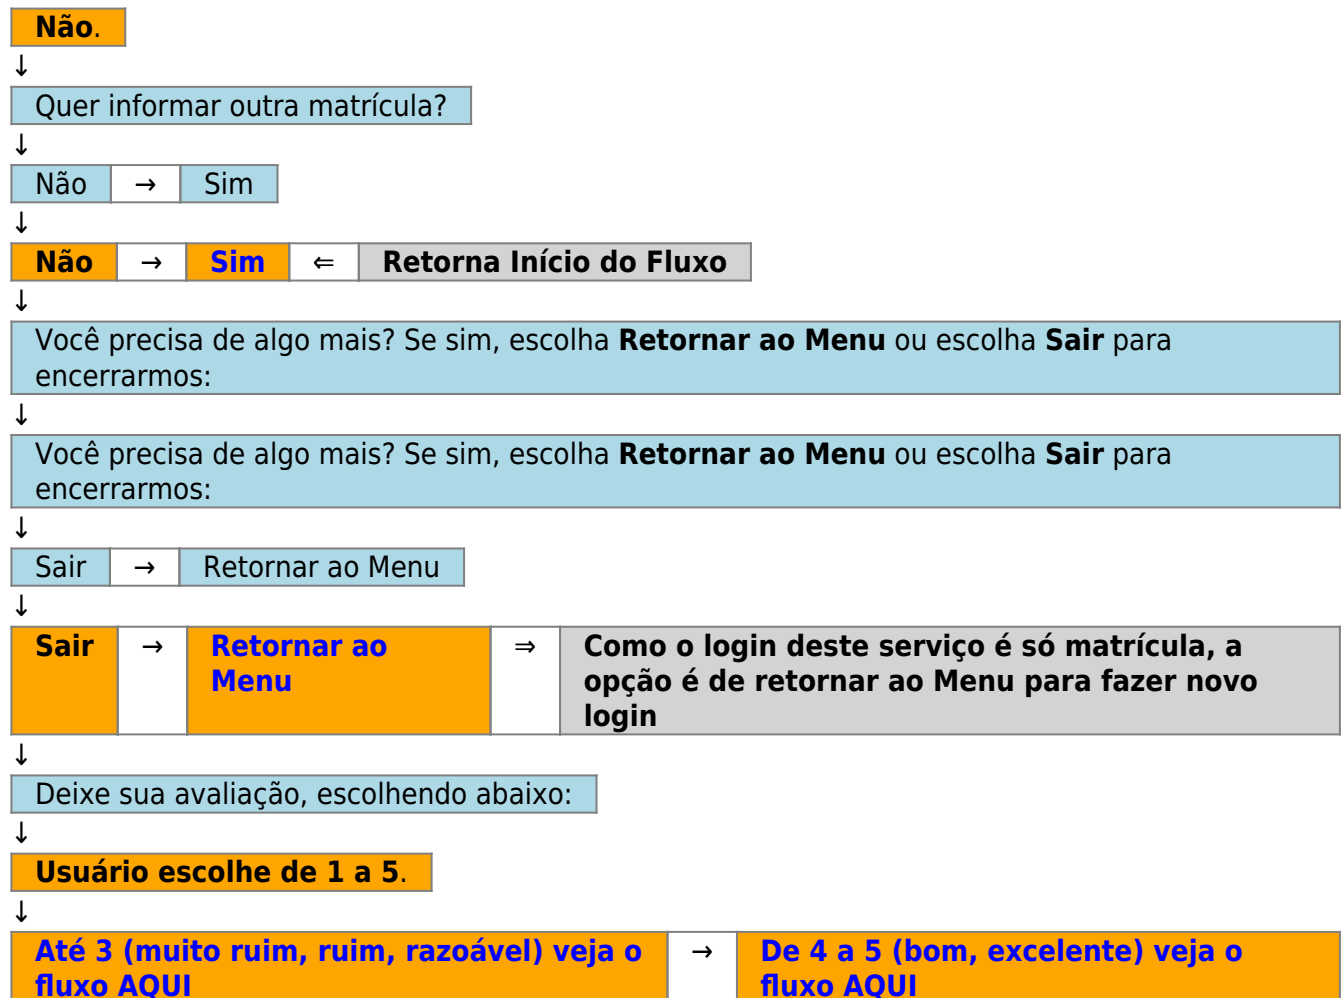 Não.
↓
Quer informar outra matrícula?
↓
Não → Sim
↓
Não → Sim ⇐ Retorna Início do Fluxo
↓
Você precisa de algo mais? Se sim, escolha Retornar ao Menu ou escolha Sair para
encerrarmos:
↓
Você precisa de algo mais? Se sim, escolha Retornar ao Menu ou escolha Sair para
encerrarmos:
↓
Sair → Retornar ao Menu
↓
Sair → Retornar ao
Menu ⇒ Como o login deste serviço é só matrícula, a
opção é de retornar ao Menu para fazer novo
login
↓
Deixe sua avaliação, escolhendo abaixo:
↓
Usuário escolhe de 1 a 5.
↓
Até 3 (muito ruim, ruim, razoável) veja o
fluxo AQUI → De 4 a 5 (bom, excelente) veja o
fluxo AQUI